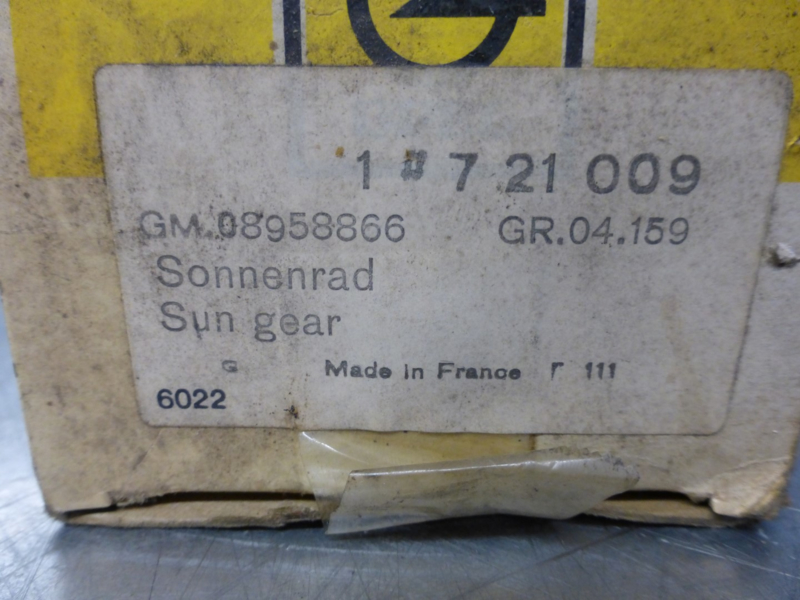 1 " 7 21 009
GM.08958866 GR.04.159
Sonnenrad
Sun gear
G Made in France F 111
6022